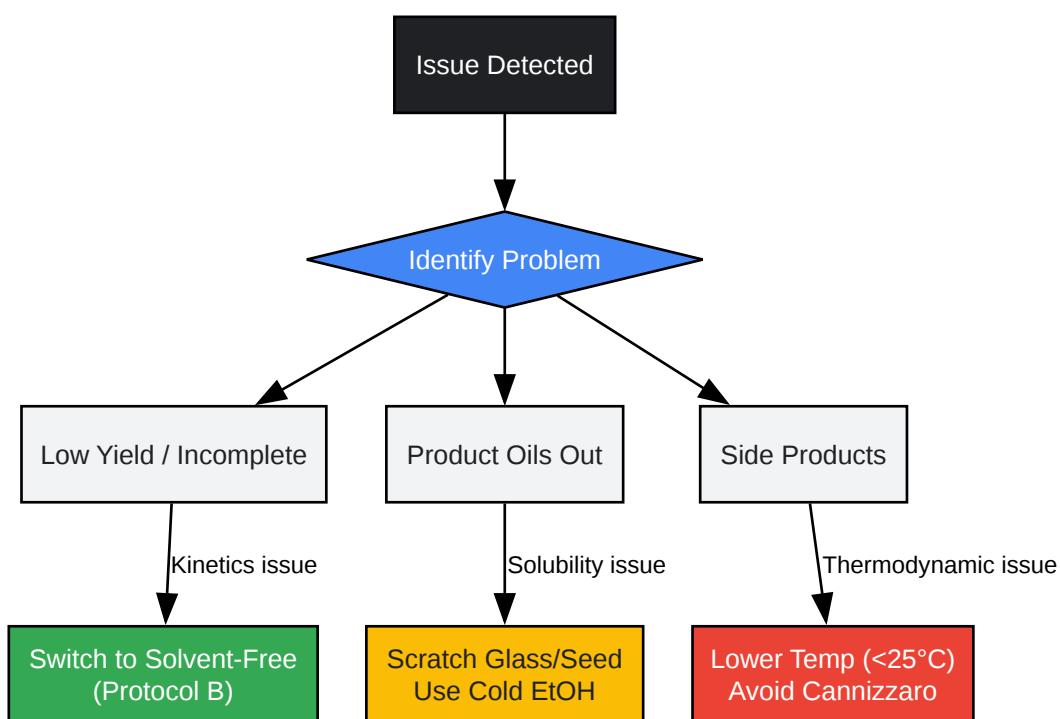 Issue Detected
Identify Problem
Low Yield / Incomplete
Product Oils Out
Side Products
Kinetics issue
Solubility issue
Thermodynamic issue
Switch to Solvent-Free
(Protocol B)
Scratch Glass/Seed
Use Cold EtOH
Lower Temp (<25°C)
Avoid Cannizzaro